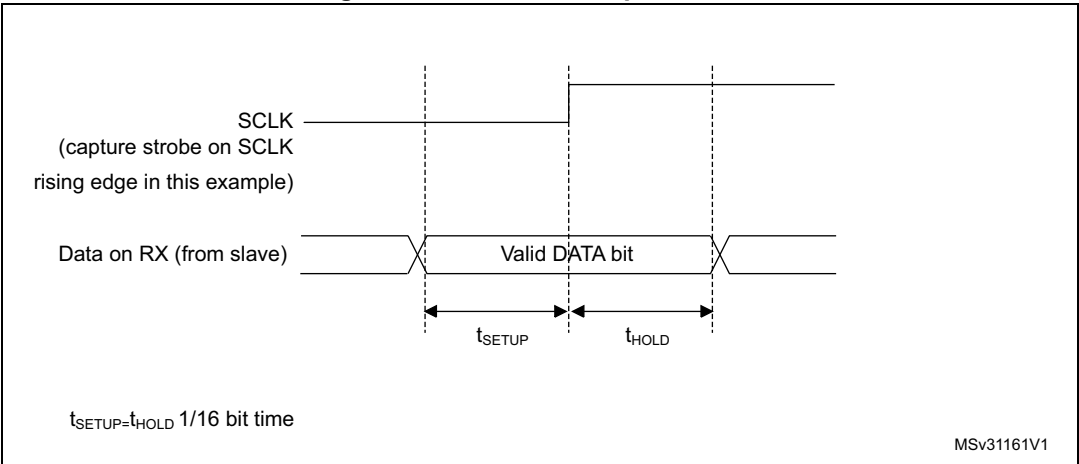 SCLK
(capture strobe on SCLK
rising edge in this example)
Data on RX (from slave)
Valid DATA bit
tSETUP
tHOLD
tSETUP=tHOLD 1/16 bit time
MSv31161V1